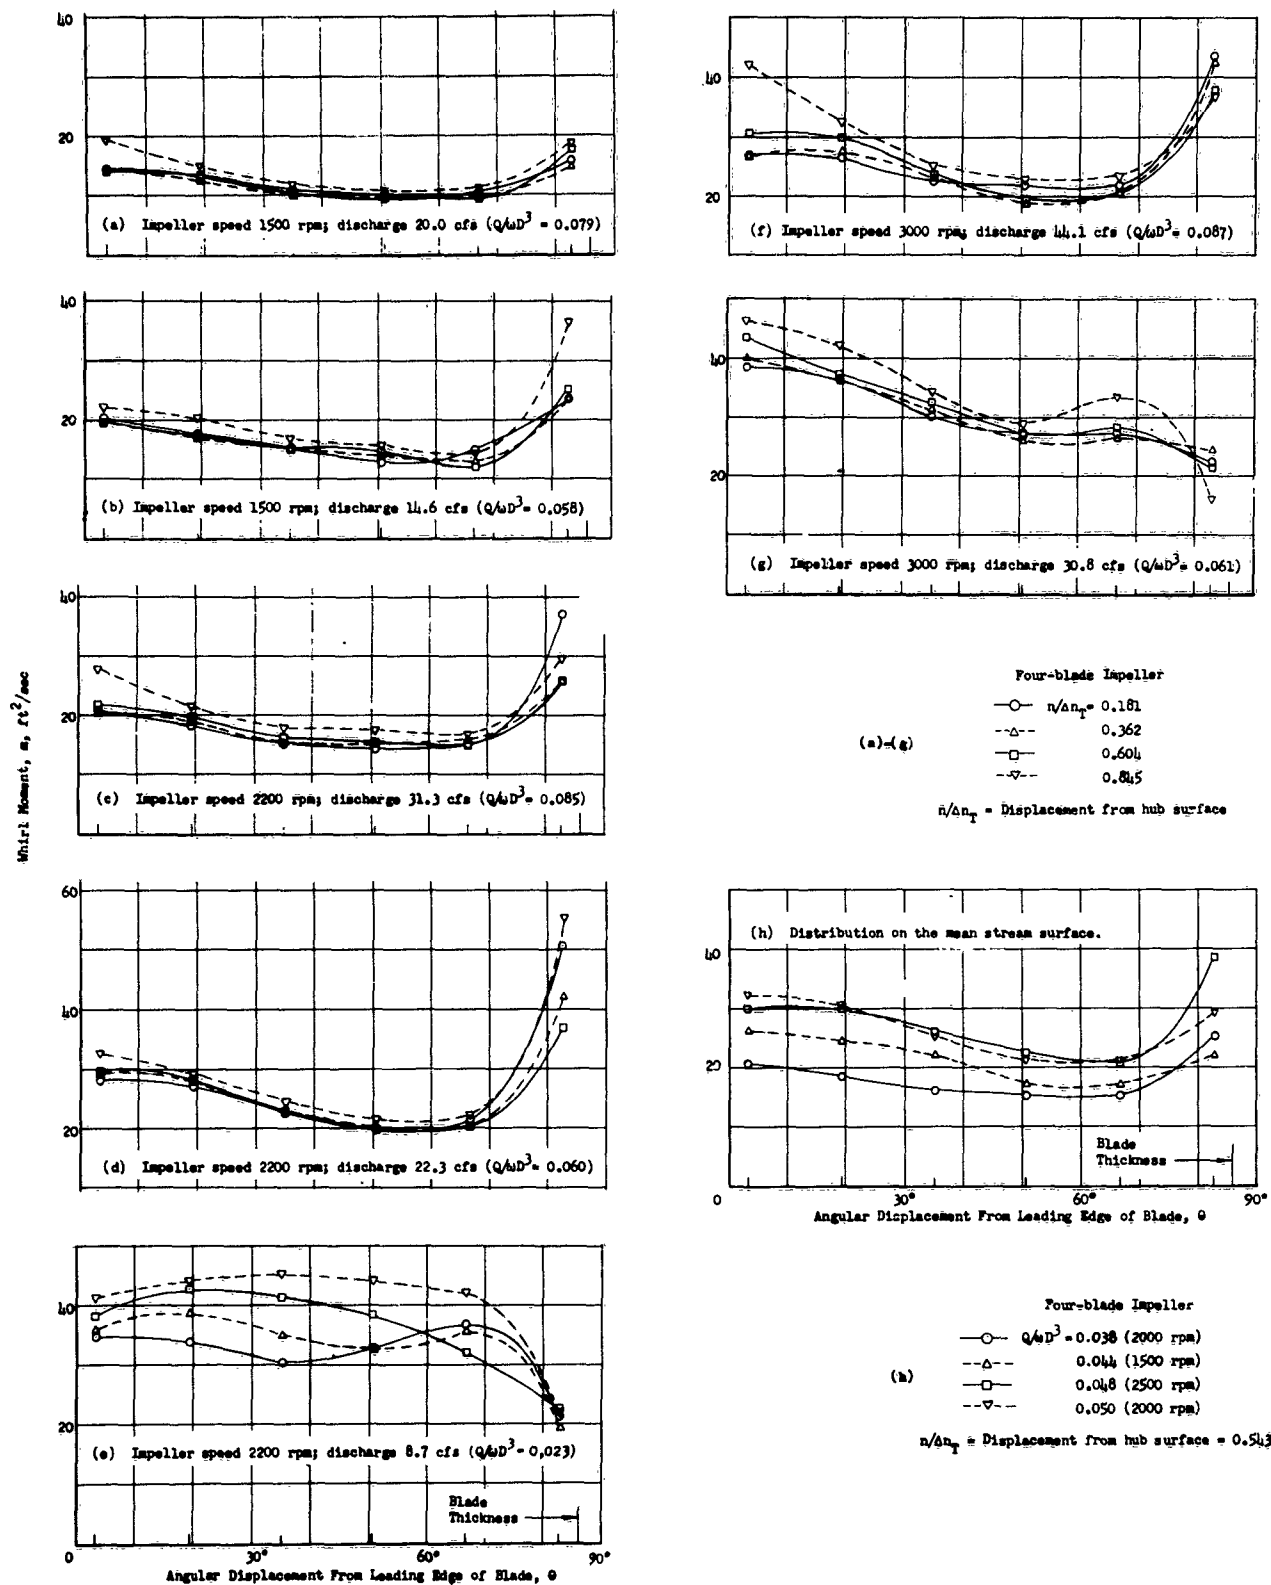 40
20
(a) Impeller speed 1500 rpm; discharge 20.0 cfs (Q/ωD³ = 0.079)
40
20
(b) Impeller speed 1500 rpm; discharge 14.6 cfs (Q/ωD³= 0.058)
40
20
(c) Impeller speed 2200 rpm; discharge 31.3 cfs (Q/ωD³= 0.085)
Whirl Moment, m, ft²/sec
60
40
20
(d) Impeller speed 2200 rpm; discharge 22.3 cfs (Q/ωD³= 0.060)
40
20
(e) Impeller speed 2200 rpm; discharge 8.7 cfs (Q/ωD³= 0,023)
Blade
Thickness
0 30° 60° 90°
Angular Displacement From Leading Edge of Blade, θ
40
20
(f) Impeller speed 3000 rpm; discharge 44.1 cfs (Q/ωD³= 0.087)
40
20
(g) Impeller speed 3000 rpm; discharge 30.8 cfs (Q/ωD³= 0.061)
Four-blade Impeller
n/Δn_T = 0.181
0.362
(a)-(g)
0.604
0.845
n/Δn_T = Displacement from hub surface
(h) Distribution on the mean stream surface.
40
20
Blade
Thickness
0 30° 60° 90°
Angular Displacement From Leading Edge of Blade, θ
Four-blade Impeller
Q/ωD³ = 0.038 (2000 rpm)
0.044 (1500 rpm)
(h)
0.048 (2500 rpm)
0.050 (2000 rpm)
n/Δn_T = Displacement from hub surface = 0.543